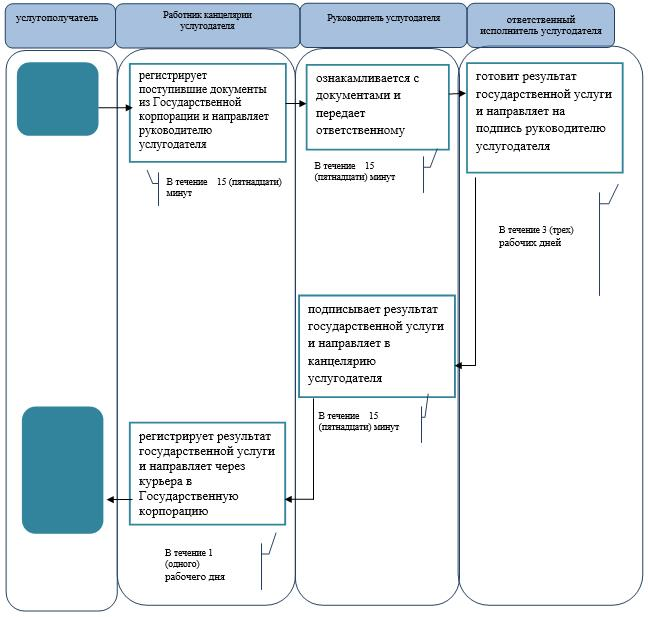 услугополучатель
Работник канцелярии
услугодателя
Руководитель услугодателя
ответственный
исполнитель услугодателя
регистрирует
поступившие документы
из Государственной
корпорации и направляет
руководителю
услугодателя
ознакамливается с
документами и
передает
ответственному
готовит результат
государственной услуги
и направляет на
подпись руководителю
услугодателя
В течение 15 (пятнадцати)
минут
В течение 15
(пятнадцати) минут
В течение 3 (трех)
рабочих дней
подписывает результат
государственной услуги
и направляет в
канцелярию
услугодателя
В течение 15
(пятнадцати) минут
регистрирует результат
государственной услуги
и направляет через
курьера в
Государственную
корпорацию
В течение 1
(одного)
рабочего дня